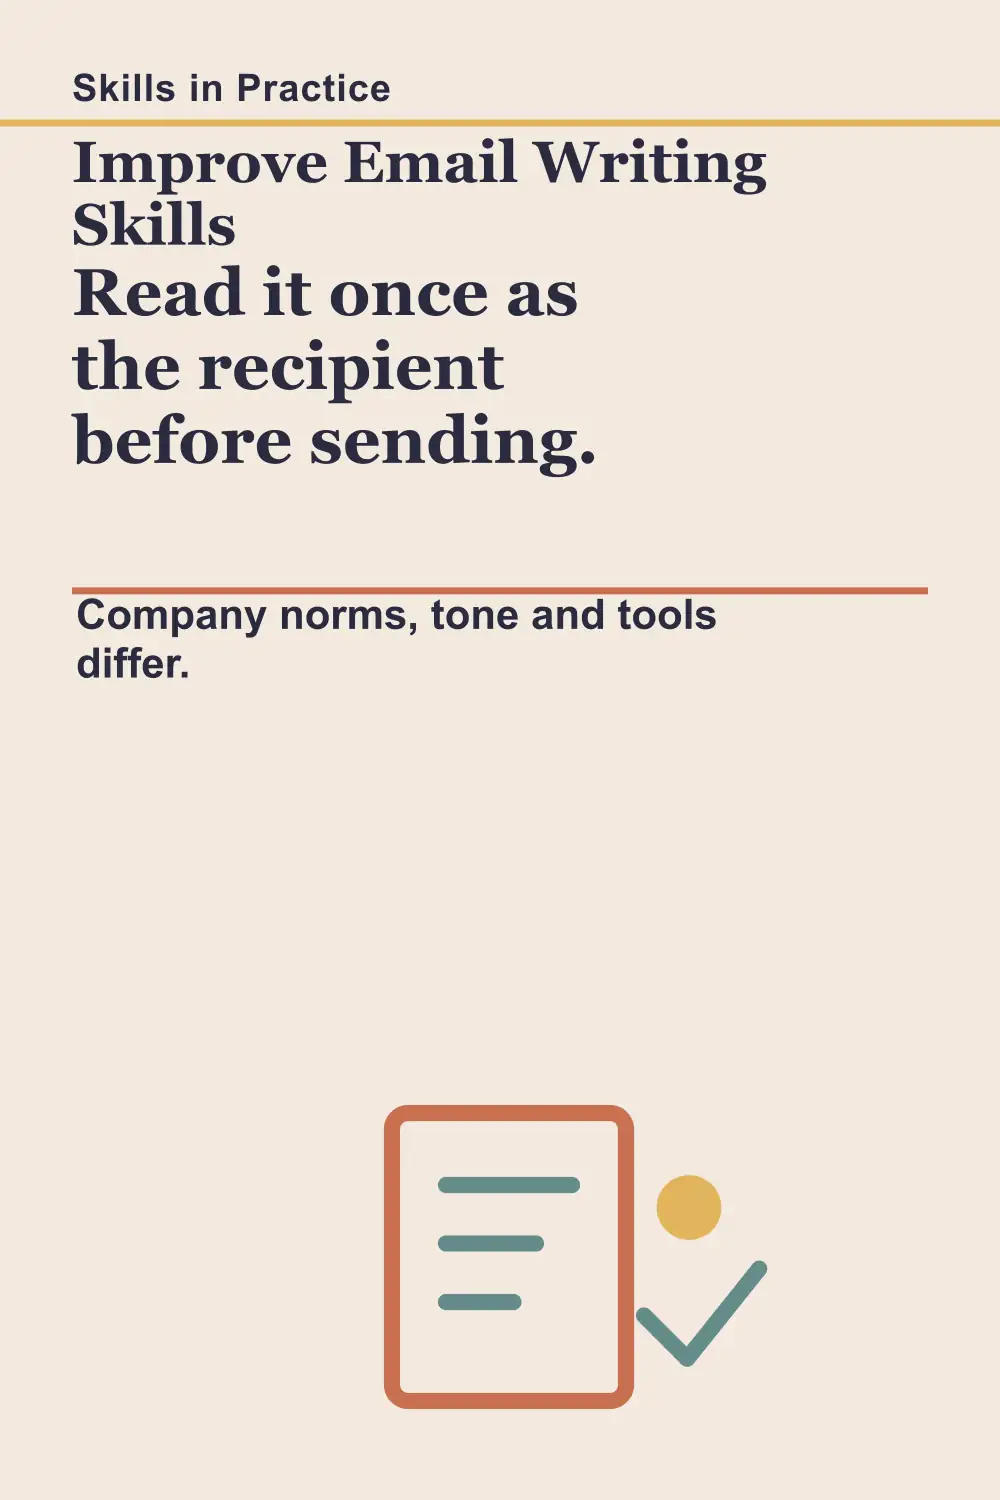 Skills in Practice
Improve Email Writing
Skills
Read it once as
the recipient
before sending.
Company norms, tone and tools
differ.